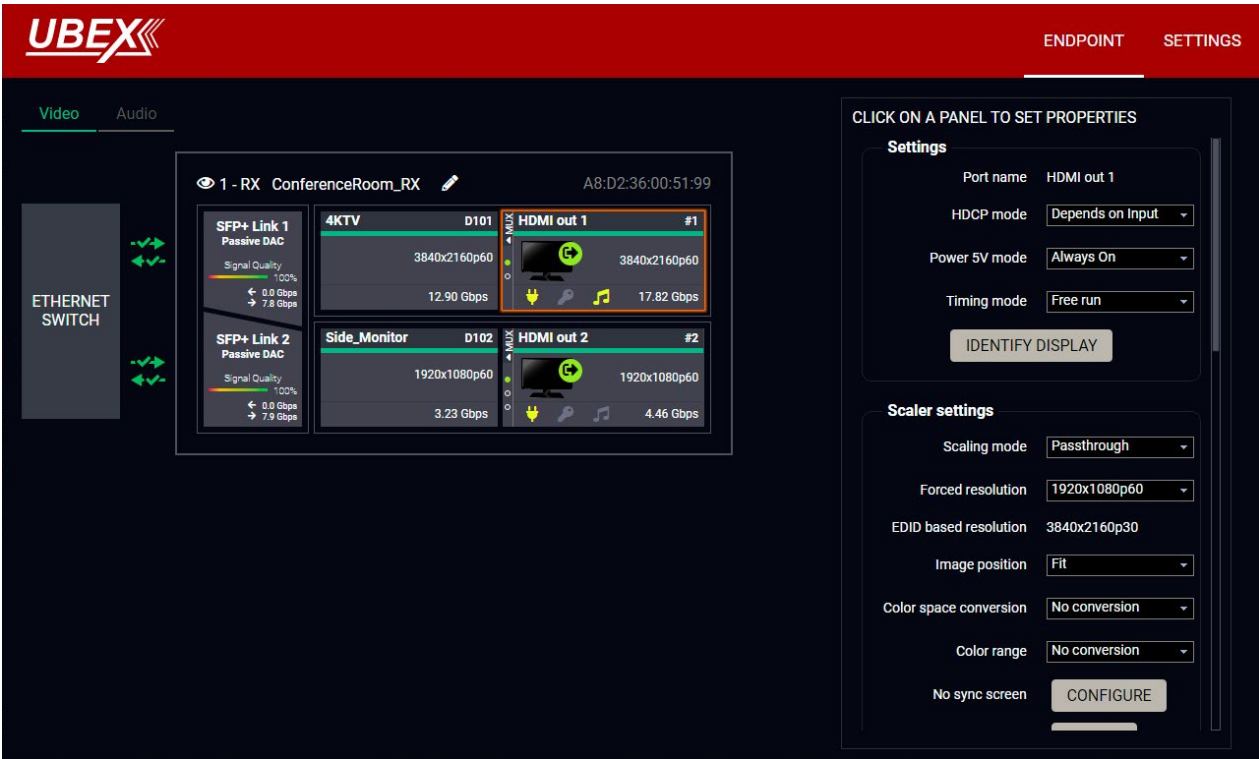 UBEX
ENDPOINT SETTINGS
Video Audio
1 - RX ConferenceRoom_RX A8:D2:36:00:51:99
ETHERNET
SWITCH
SFP+ Link 1
Passive DAC
Signal Quality
100%
0.0 Gbps
7.8 Gbps
4KTV D101
3840x2160p60
12.90 Gbps
MUX
HDMI out 1 #1
3840x2160p60
17.82 Gbps
SFP+ Link 2
Passive DAC
Signal Quality
100%
0.0 Gbps
7.9 Gbps
Side_Monitor D102
1920x1080p60
3.23 Gbps
MUX
HDMI out 2 #2
1920x1080p60
4.46 Gbps
CLICK ON A PANEL TO SET PROPERTIES
Settings
Port name HDMI out 1
HDCP mode Depends on Input
Power 5V mode Always On
Timing mode Free run
IDENTIFY DISPLAY
Scaler settings
Scaling mode Passthrough
Forced resolution 1920x1080p60
EDID based resolution 3840x2160p30
Image position Fit
Color space conversion No conversion
Color range No conversion
No sync screen CONFIGURE